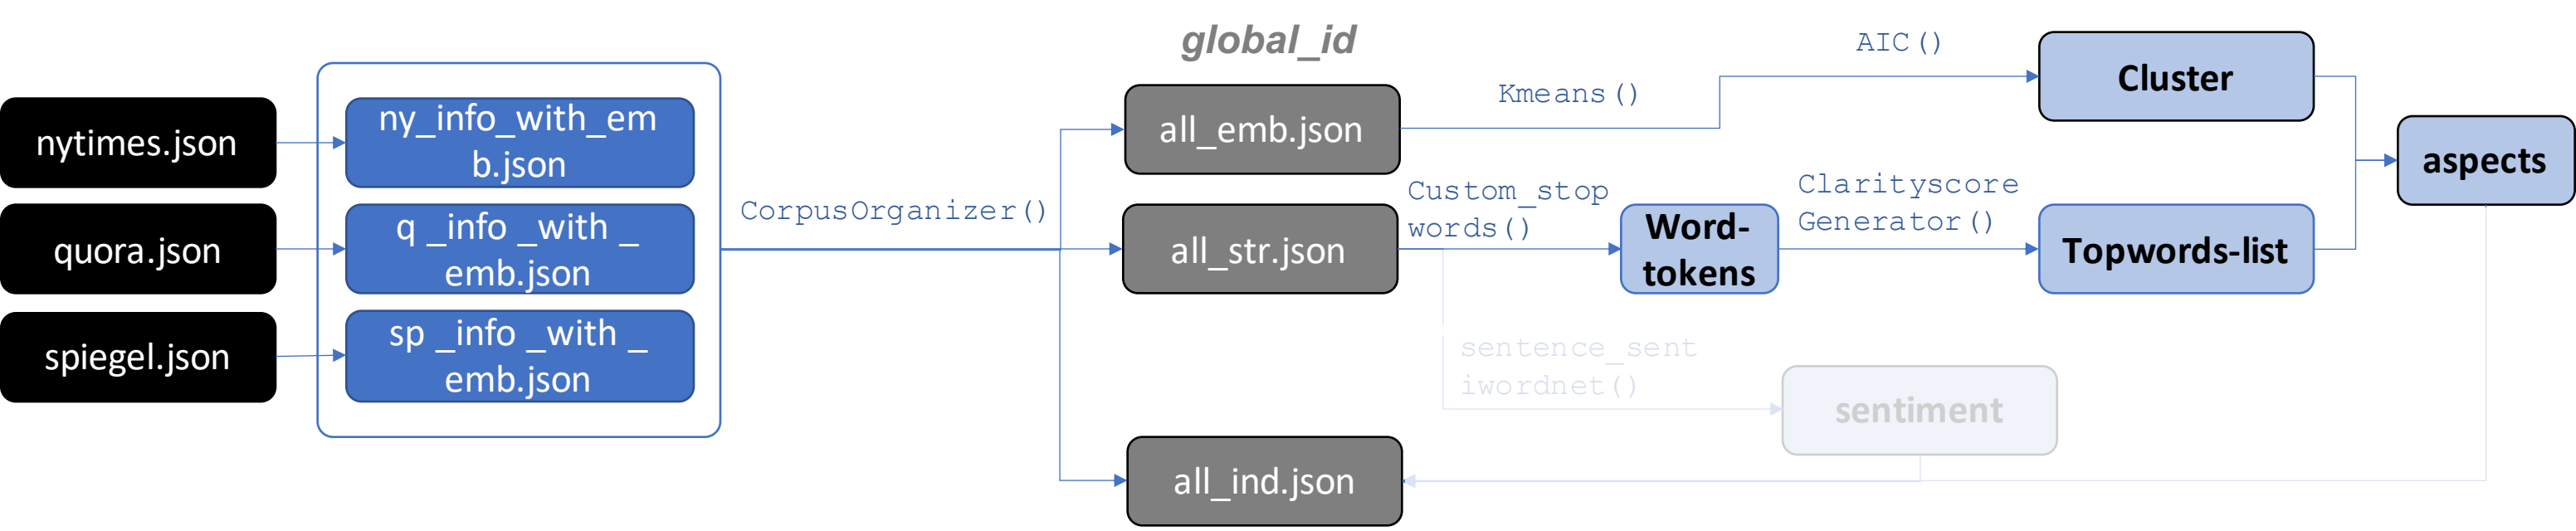 global_id
nytimes.json
quora.json
spiegel.json
ny_info_with_em
b.json
q _info _with _
emb.json
sp _info _with _
emb.json
CorpusOrganizer()
all_emb.json
all_str.json
all_ind.json
Kmeans()
AIC()
Cluster
Custom_stop
words()
Word-
tokens
Clarityscore
Generator()
Topwords-list
aspects
sentence_sent
iwordnet()
sentiment